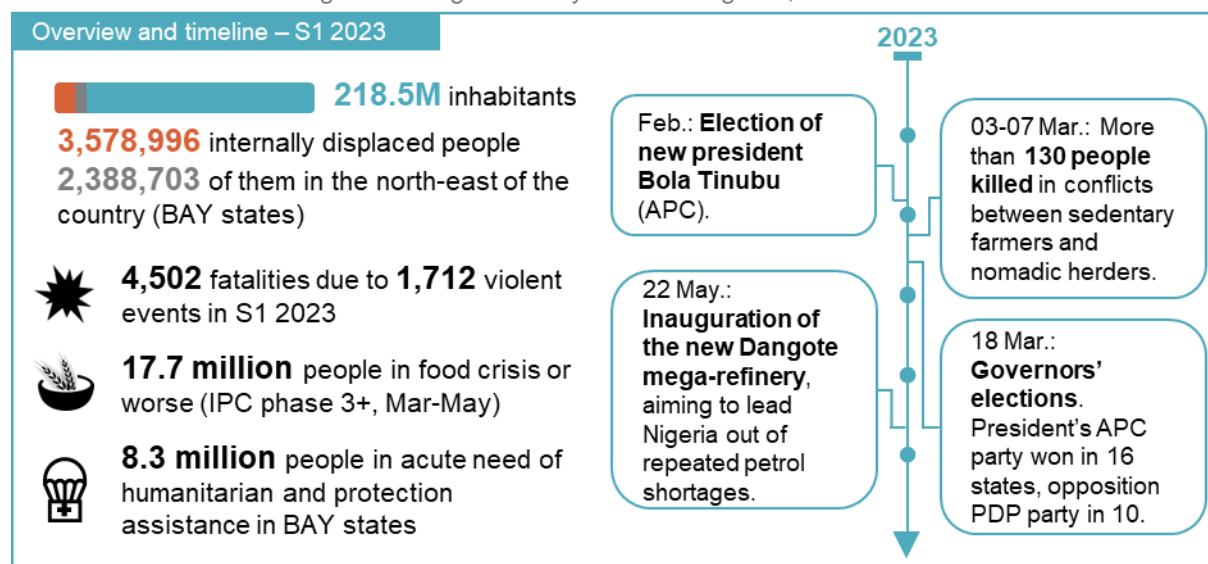 Overview and timeline – S1 2023
218.5M inhabitants
3,578,996 internally displaced people
2,388,703 of them in the north-east of the
country (BAY states)
4,502 fatalities due to 1,712 violent
events in S1 2023
17.7 million people in food crisis or
worse (IPC phase 3+, Mar-May)
8.3 million people in acute need of
humanitarian and protection
assistance in BAY states
2023
Feb.: Election of
new president
Bola Tinubu
(APC).
03-07 Mar.: More
than 130 people
killed in conflicts
between sedentary
farmers and
nomadic herders.
22 May.:
Inauguration of
the new Dangote
mega-refinery,
aiming to lead
Nigeria out of
repeated petrol
shortages.
18 Mar.:
Governors'
elections.
President's APC
party won in 16
states, opposition
PDP party in 10.